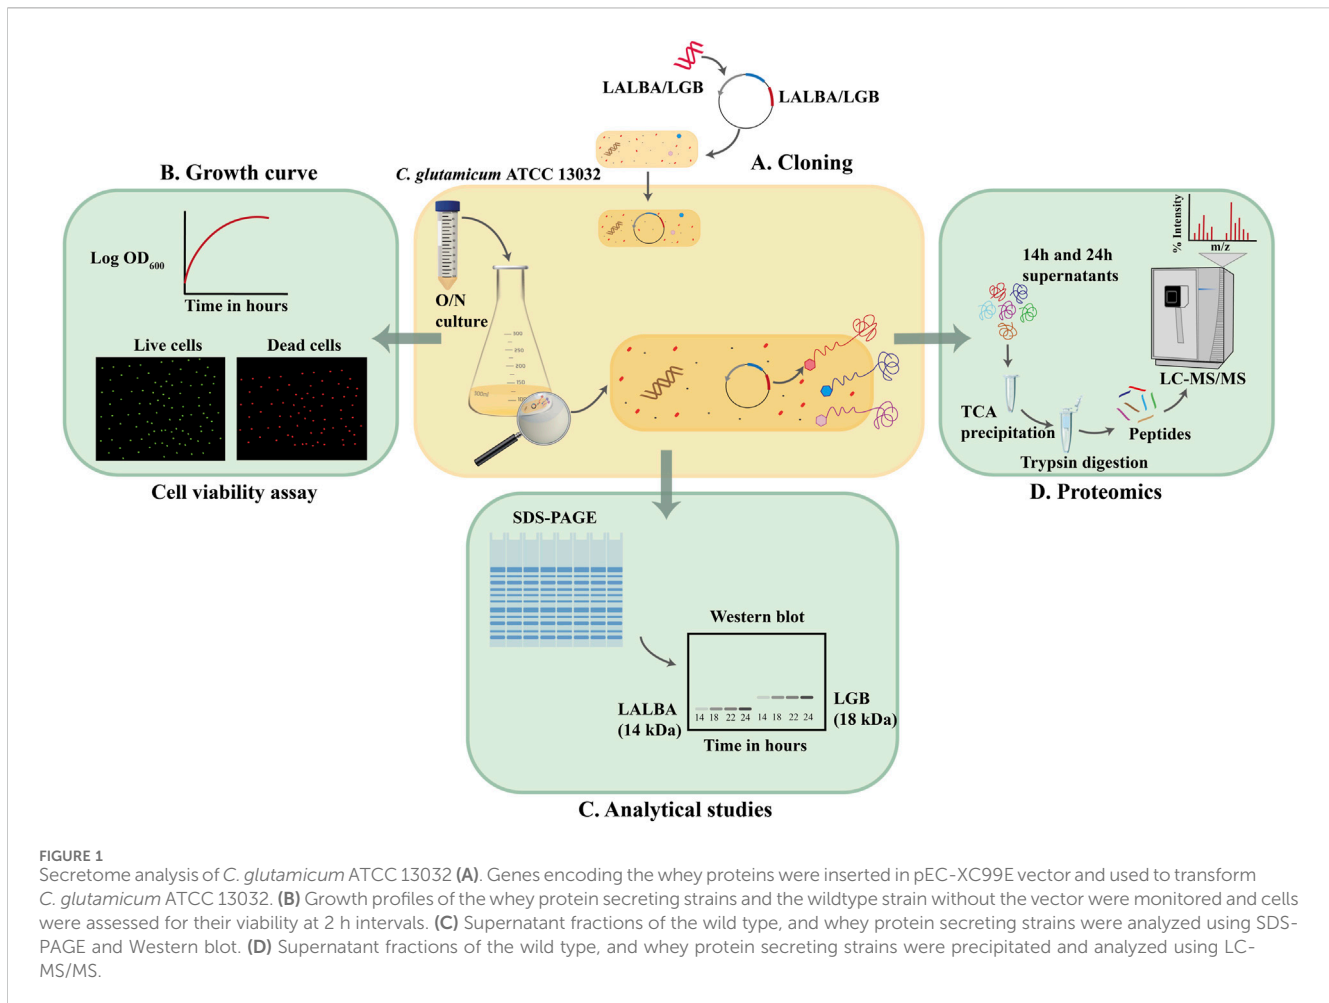 LALBA/LGB
LALBA/LGB
A. Cloning
C. glutamicum ATCC 13032
B. Growth curve
Log OD600
Time in hours
Live cells
Dead cells
Cell viability assay
O/N
culture
300
250
200
150
100
14h and 24h
supernatants
% Intensity
m/z
LC-MS/MS
TCA
precipitation
Trypsin digestion
Peptides
D. Proteomics
SDS-PAGE
Western blot
LALBA
(14 kDa)
14 18 22 24 14 18 22 24
LGB
(18 kDa)
Time in hours
C. Analytical studies
FIGURE 1
Secretome analysis of C. glutamicum ATCC 13032 (A). Genes encoding the whey proteins were inserted in pEC-XC99E vector and used to transform
C. glutamicum ATCC 13032. (B) Growth profiles of the whey protein secreting strains and the wildtype strain without the vector were monitored and cells
were assessed for their viability at 2 h intervals. (C) Supernatant fractions of the wild type, and whey protein secreting strains were analyzed using SDS-
PAGE and Western blot. (D) Supernatant fractions of the wild type, and whey protein secreting strains were precipitated and analyzed using LC-
MS/MS.